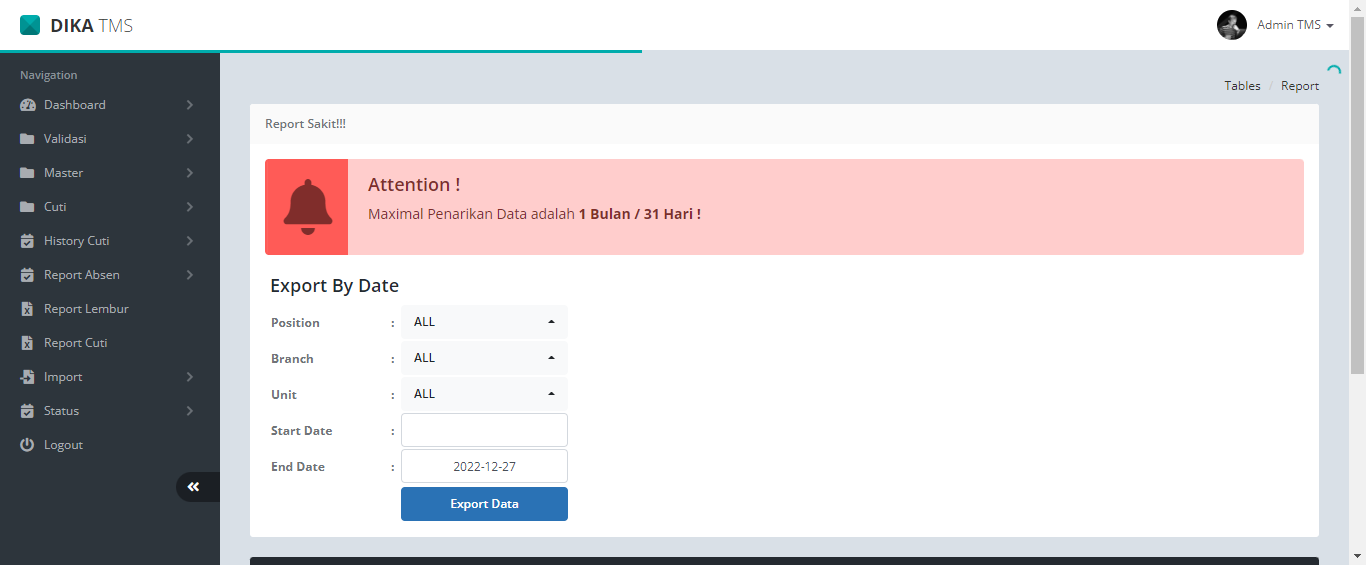 DIKA TMS
Admin TMS
Navigation
Dashboard
Validasi
Master
Cuti
History Cuti
Report Absen
Report Lembur
Report Cuti
Import
Status
Logout
Tables / Report
Report Sakit!!!
Attention !
Maximal Penarikan Data adalah 1 Bulan / 31 Hari !
Export By Date
Position : ALL
Branch : ALL
Unit : ALL
Start Date :
End Date : 2022-12-27
Export Data